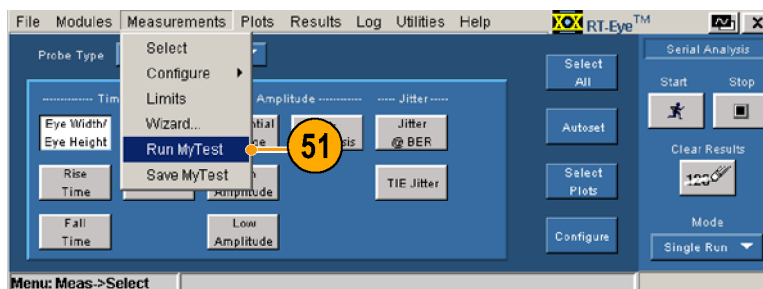 File Modules Measurements Plots Results Log Utilities Help RT-Eye™ X
Probe Type
Select
Configure
Limits
Wizard...
Run MyTest
Save MyTest
51
Amplitude
Jitter
Eye Width/
Eye Height
Jitter
@ BER
Rise
Time
TIE Jitter
Fall
Time
Low
Amplitude
Select
All
Autoset
Select
Plots
Configure
Serial Analysis
Start Stop
Clear Results
123
Mode
Single Run
Menu: Meas->Select